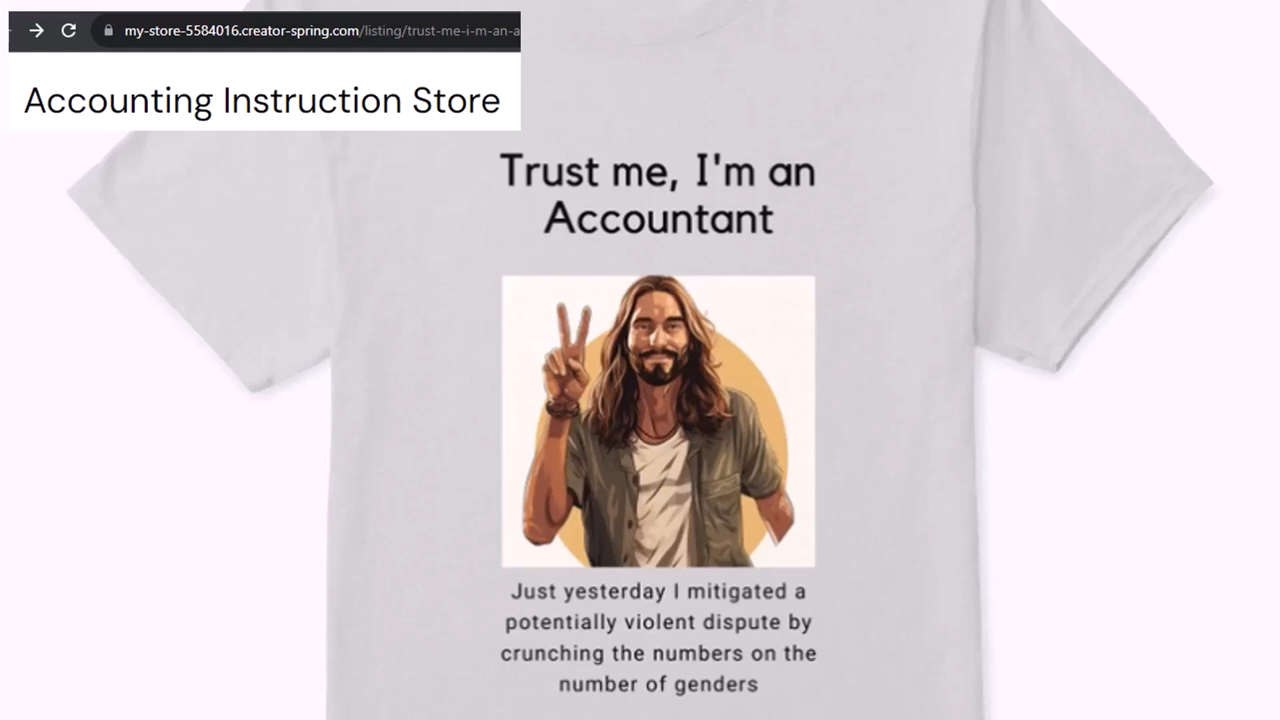 my-store-5584016.creator-spring.com/listing/trust-me-i-m-an-a
Accounting Instruction Store
Trust me, I'm an
Accountant
Just yesterday I mitigated a
potentially violent dispute by
crunching the numbers on the
number of genders